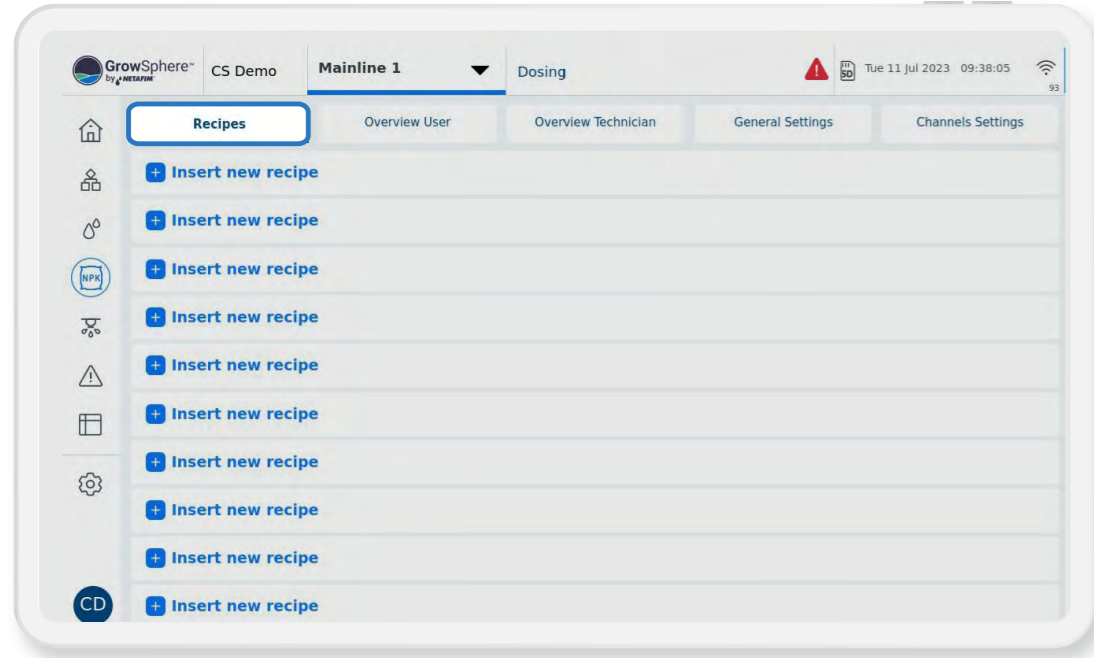 GrowSphere™
by NETAFIM™
CS Demo
Mainline 1
Dosing
SD
Tue 11 Jul 2023 09:38:05
93
Recipes
Overview User
Overview Technician
General Settings
Channels Settings
+ Insert new recipe
+ Insert new recipe
+ Insert new recipe
NPK
+ Insert new recipe
+ Insert new recipe
+ Insert new recipe
+ Insert new recipe
+ Insert new recipe
+ Insert new recipe
CD
+ Insert new recipe